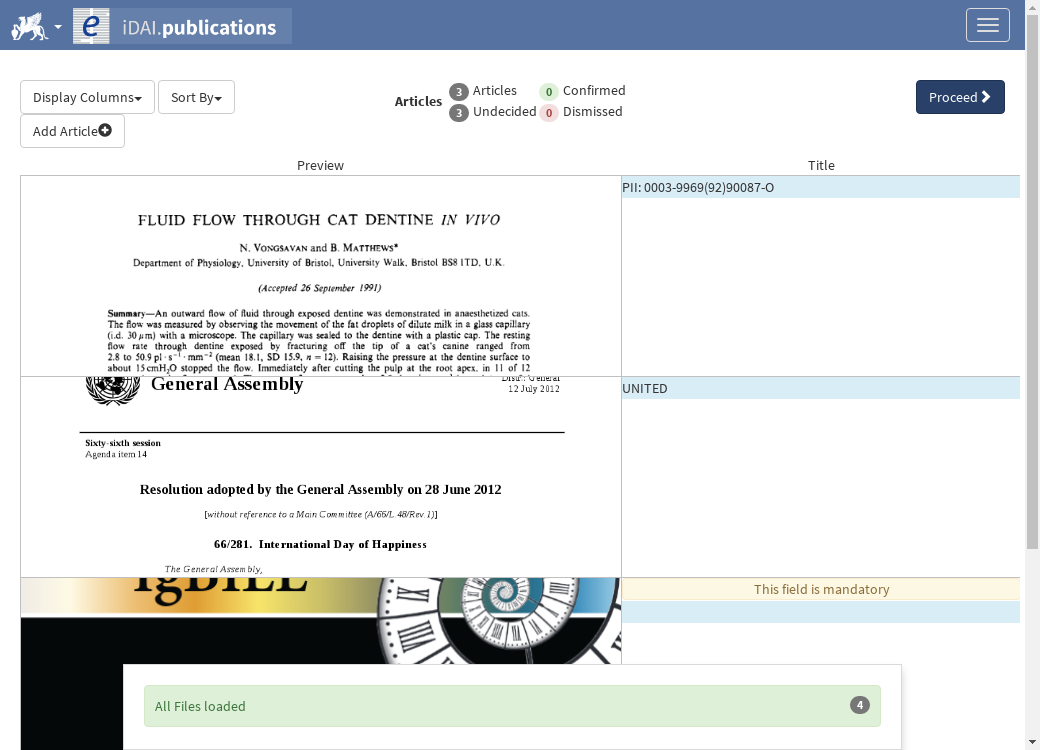 iDAI.publications
Display Columns
Sort By
Add Article
Articles
3 Articles
0 Confirmed
3 Undecided
0 Dismissed
Proceed
Preview
Title
FLUID FLOW THROUGH CAT DENTINE IN VIVO
N. VONGSAVAN and B. MATTHEWS*
Department of Physiology, University of Bristol, University Walk, Bristol BS8 1TD, U.K.
(Accepted 26 September 1991)
Summary—An outward flow of fluid through exposed dentine was demonstrated in anaesthetized cats.
The flow was measured by observing the movement of the fat droplets of dilute milk in a glass capillary
(i.d. 30 μm) with a microscope. The capillary was sealed to the dentine with a plastic cap. The resting
flow rate through dentine exposed by fracturing off the tip of a cat's canine ranged from
2.8 to 50.9 pl·s⁻¹·mm⁻² (mean 18.1, SD 15.9, n = 12). Raising the pressure at the dentine surface to
about 15 cmH₂O stopped the flow. Immediately after cutting the pulp at the root apex, in 11 of 12
PII: 0003-9969(92)90087-O
General Assembly
Distr.: General
12 July 2012
Sixty-sixth session
Agenda item 14
Resolution adopted by the General Assembly on 28 June 2012
[without reference to a Main Committee (A/66/L.48/Rev.1)]
66/281. International Day of Happiness
The General Assembly,
UNITED
This field is mandatory
All Files loaded
4